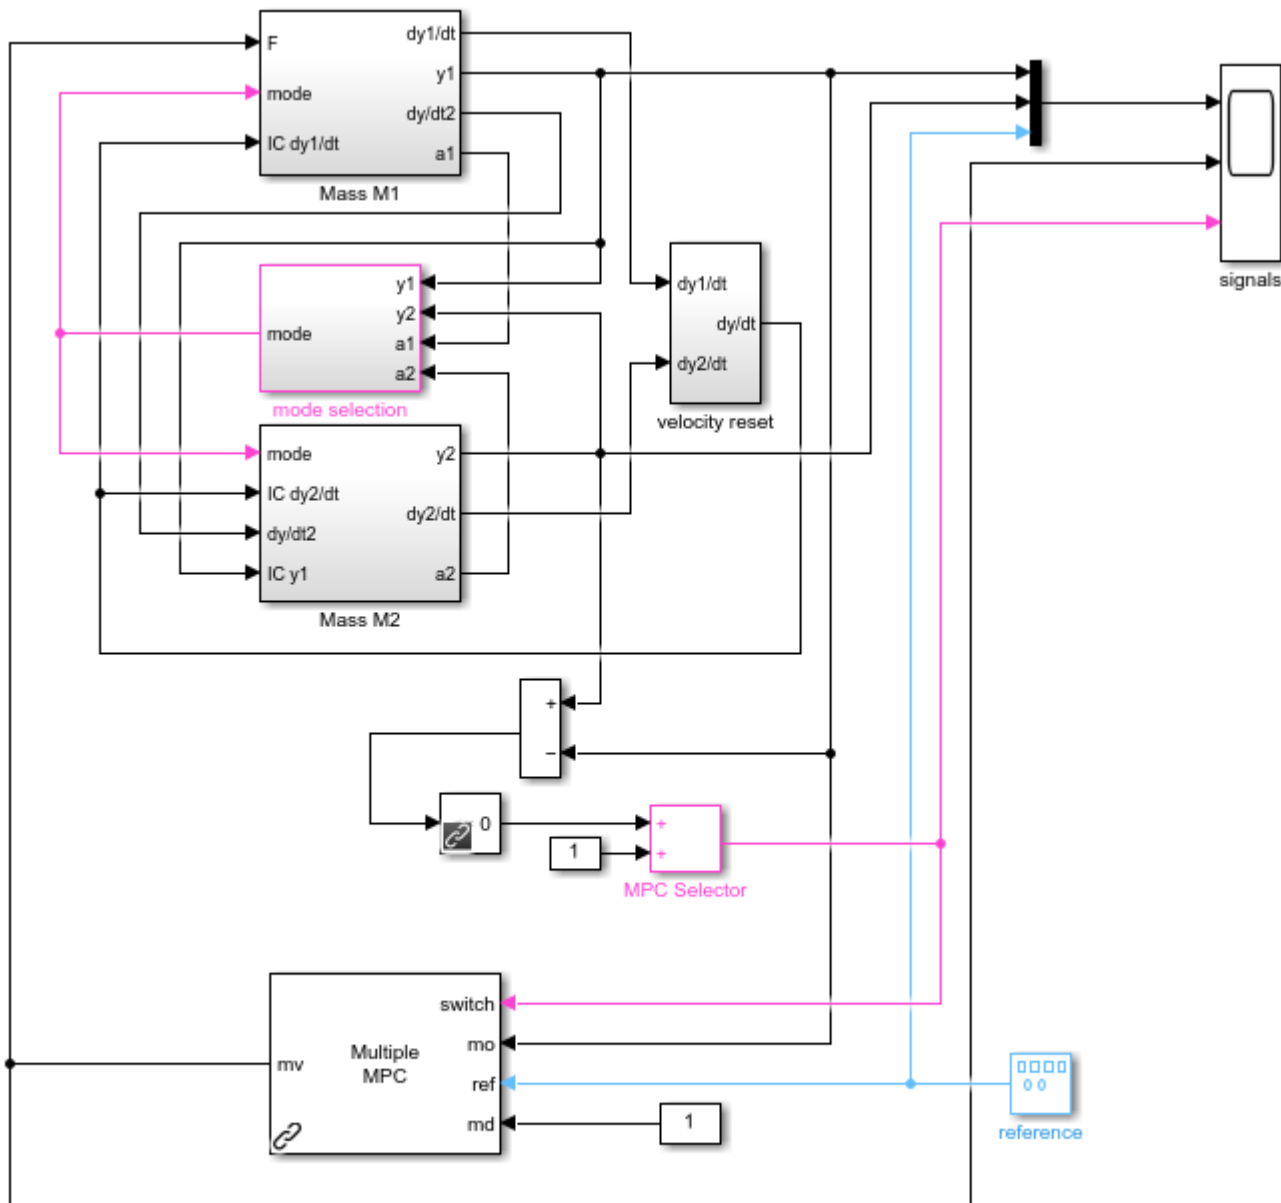 F
mode
IC dy1/dt
dy1/dt
y1
dy/dt2
a1
Mass M1
mode
y1
y2
a1
a2
mode selection
dy1/dt
dy2/dt
dy/dt
velocity reset
signals
mode
IC dy2/dt
dy/dt2
IC y1
y2
dy2/dt
a2
Mass M2
+
−
0
1
+
+
MPC Selector
mv
Multiple
MPC
switch
mo
ref
md
1
0 0
reference